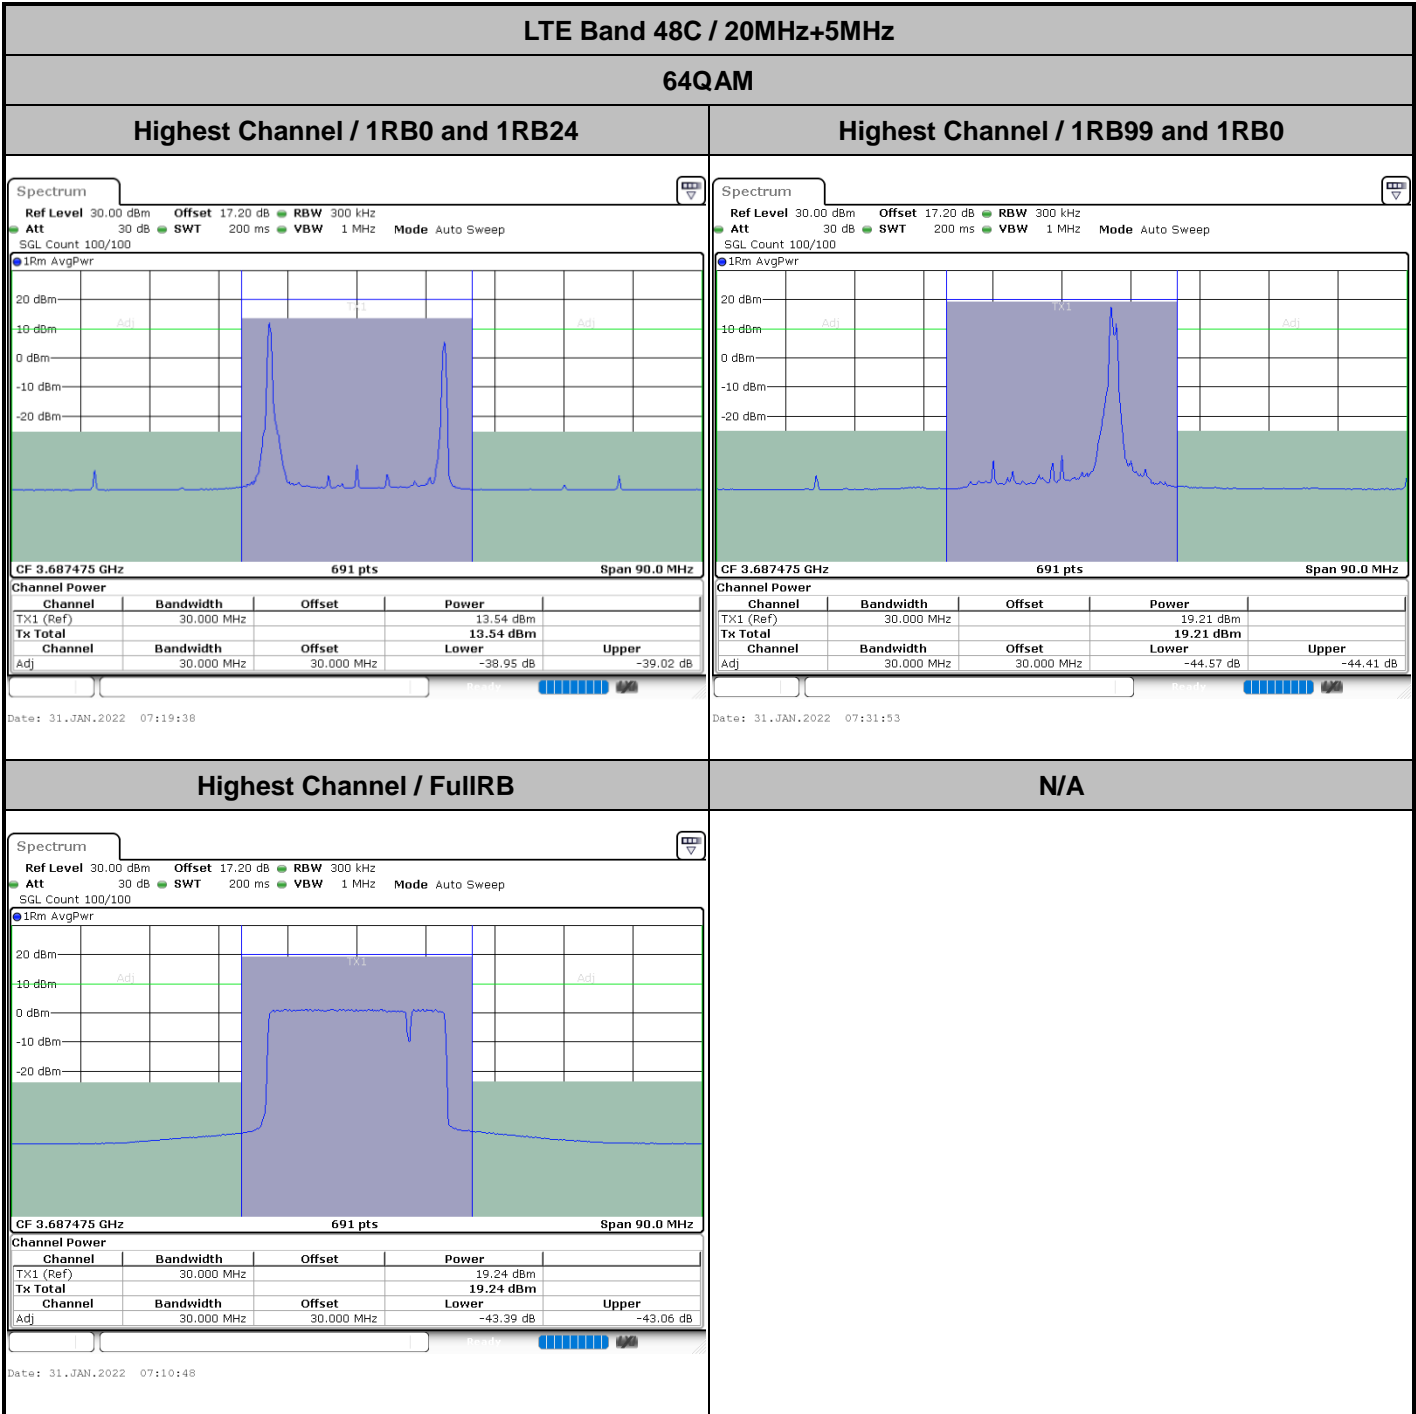 LTE Band 48C / 20MHz+5MHz
64QAM
Highest Channel / 1RB0 and 1RB24
Spectrum
Ref Level 30.00 dBm Offset 17.20 dB RBW 300 kHz
Att 30 dB SWT 200 ms VBW 1 MHz Mode Auto Sweep
SGL Count 100/100
1Rm AvgPwr
TX1
Adj
Adj
20 dBm
10 dBm
0 dBm
-10 dBm
-20 dBm
CF 3.687475 GHz 691 pts Span 90.0 MHz
Channel Power
Channel Bandwidth Offset Power
TX1 (Ref) 30.000 MHz 13.54 dBm
Tx Total 13.54 dBm
Channel Bandwidth Offset Lower Upper
Adj 30.000 MHz 30.000 MHz -38.95 dB -39.02 dB
Ready
Date: 31.JAN.2022 07:19:38
Highest Channel / 1RB99 and 1RB0
Spectrum
Ref Level 30.00 dBm Offset 17.20 dB RBW 300 kHz
Att 30 dB SWT 200 ms VBW 1 MHz Mode Auto Sweep
SGL Count 100/100
1Rm AvgPwr
TX1
Adj
Adj
20 dBm
10 dBm
0 dBm
-10 dBm
-20 dBm
CF 3.687475 GHz 691 pts Span 90.0 MHz
Channel Power
Channel Bandwidth Offset Power
TX1 (Ref) 30.000 MHz 19.21 dBm
Tx Total 19.21 dBm
Channel Bandwidth Offset Lower Upper
Adj 30.000 MHz 30.000 MHz -44.57 dB -44.41 dB
Ready
Date: 31.JAN.2022 07:31:53
Highest Channel / FullRB
Spectrum
Ref Level 30.00 dBm Offset 17.20 dB RBW 300 kHz
Att 30 dB SWT 200 ms VBW 1 MHz Mode Auto Sweep
SGL Count 100/100
1Rm AvgPwr
TX1
Adj
Adj
20 dBm
10 dBm
0 dBm
-10 dBm
-20 dBm
CF 3.687475 GHz 691 pts Span 90.0 MHz
Channel Power
Channel Bandwidth Offset Power
TX1 (Ref) 30.000 MHz 19.24 dBm
Tx Total 19.24 dBm
Channel Bandwidth Offset Lower Upper
Adj 30.000 MHz 30.000 MHz -43.39 dB -43.06 dB
Ready
Date: 31.JAN.2022 07:10:48
N/A